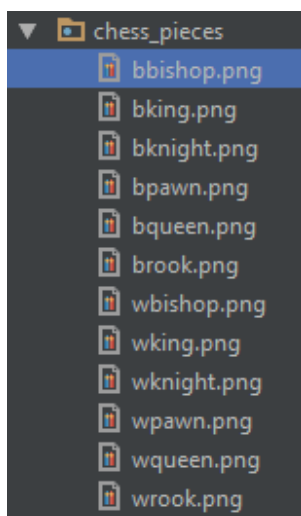 chess_pieces
bbishop.png
bking.png
bknight.png
bpawn.png
bqueen.png
brook.png
wbishop.png
wking.png
wknight.png
wpawn.png
wqueen.png
wrook.png